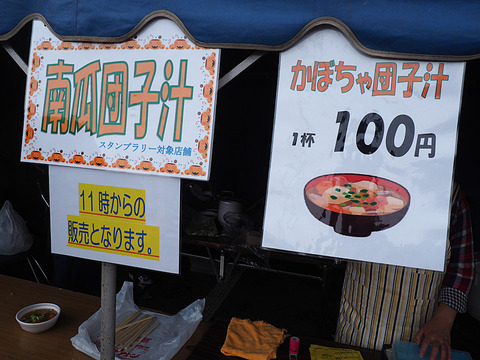 南瓜団子汁
スタンプラリー対象店舗
11時からの
販売となります。
かぼちゃ団子汁
1杯 100円